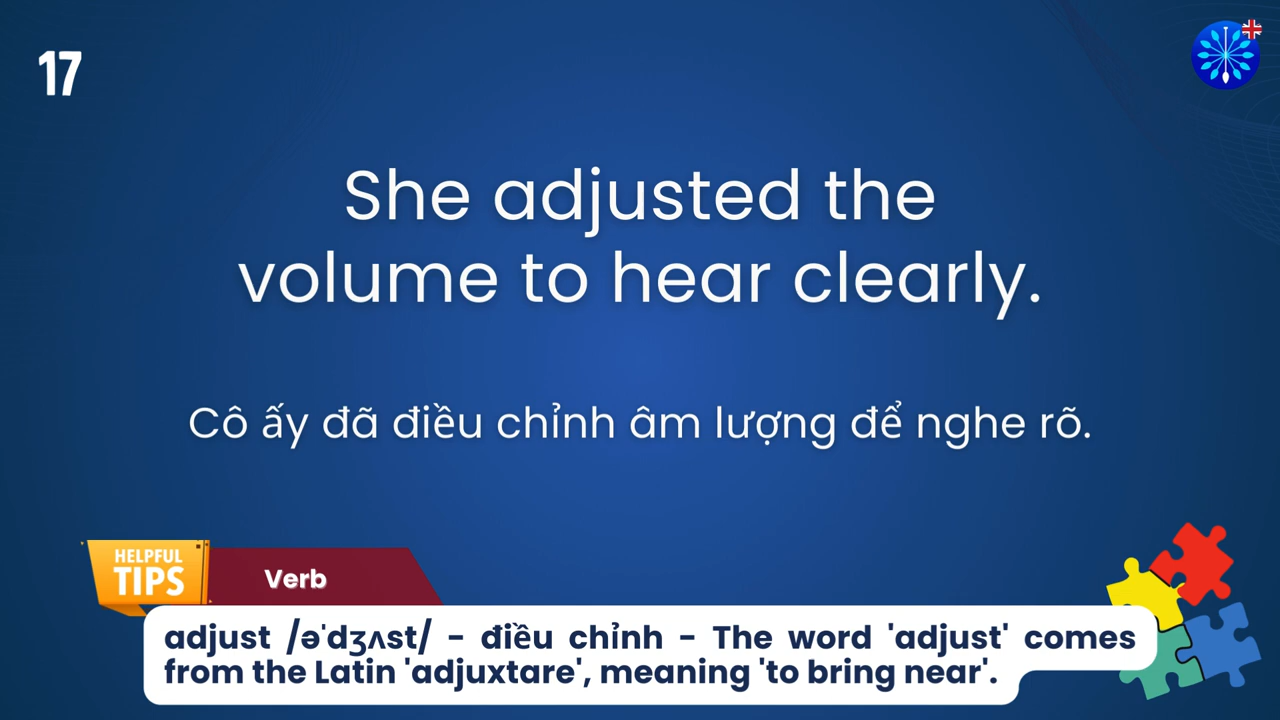 17
She adjusted the
volume to hear clearly.
Cô ấy đã điều chỉnh âm lượng để nghe rõ.
HELPFUL
TIPS
Verb
adjust /əˈdʒʌst/ - điều chỉnh - The word 'adjust' comes
from the Latin 'adjuxtare', meaning 'to bring near'.